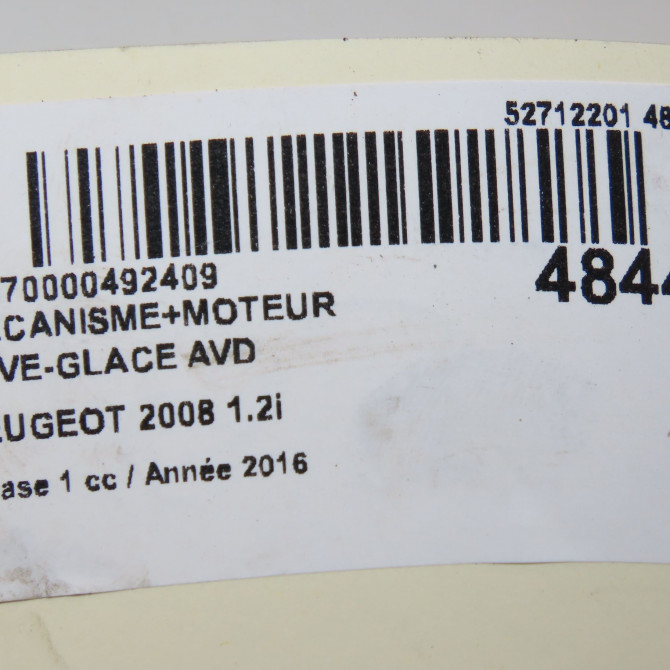 52712201 48
70000492409
4844
CANISME+MOTEUR
VE-GLACE AVD
UGEOT 2008 1.2i
ase 1 cc / Année 2016